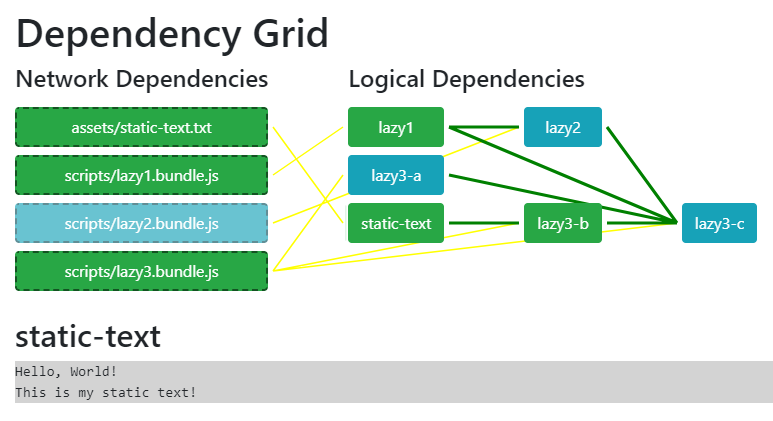 Dependency Grid
Network Dependencies
assets/static-text.txt
scripts/lazy1.bundle.js
scripts/lazy2.bundle.js
scripts/lazy3.bundle.js
Logical Dependencies
lazy1
lazy2
lazy3-a
static-text
lazy3-b
lazy3-c
static-text
Hello, World!
This is my static text!